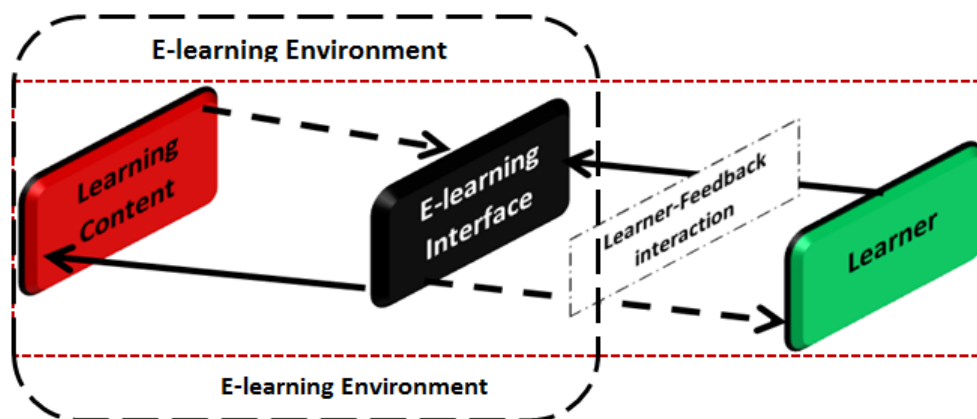 E-learning Environment
Learning
Content
E-learning
Interface
Learner-Feedback
interaction
Learner
E-learning Environment